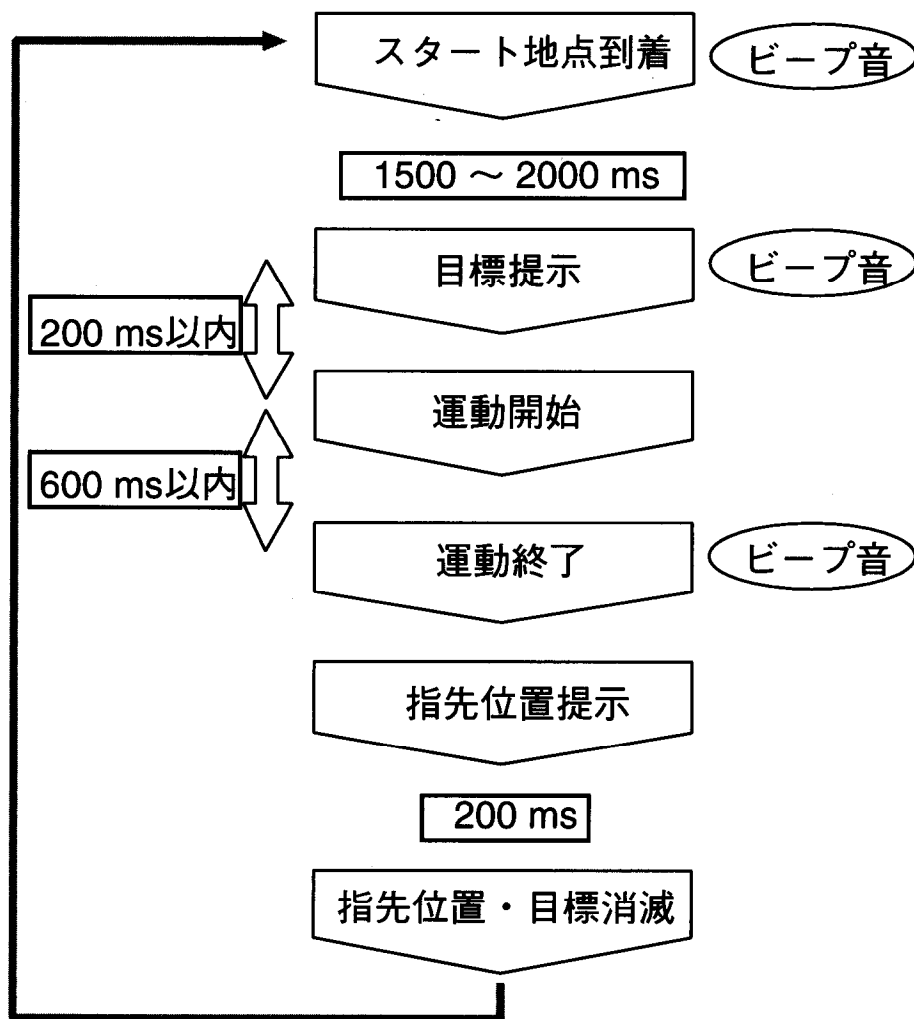 スタート地点到着
ビープ音
1500 ～ 2000 ms
目標提示
ビープ音
200 ms以内
運動開始
600 ms以内
運動終了
ビープ音
指先位置提示
200 ms
指先位置・目標消滅